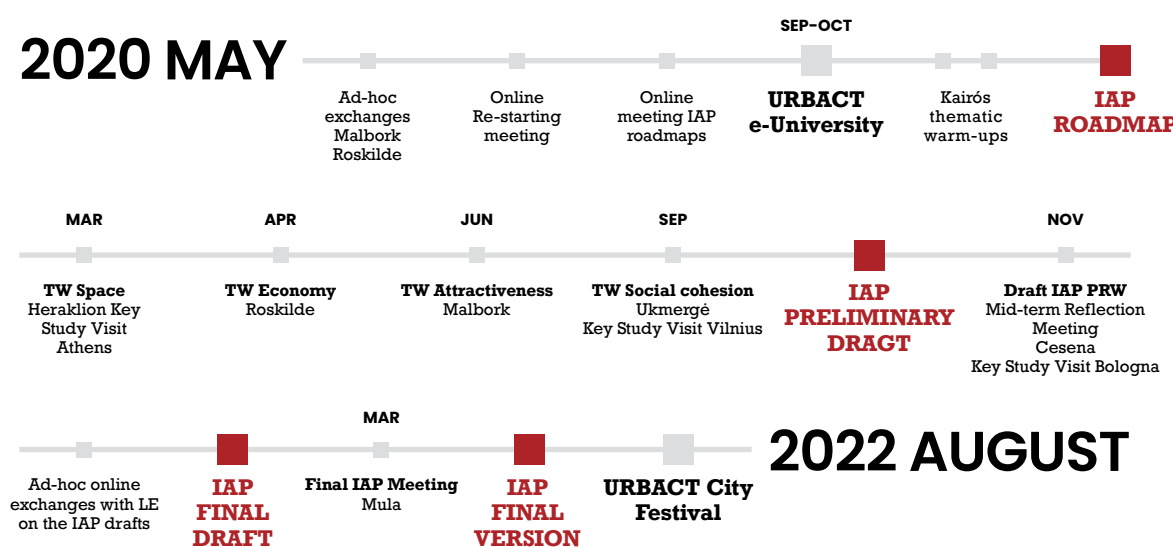 2020 MAY
SEP-OCT
Ad-hoc
exchanges
Malbork
Roskilde
Online
Re-starting
meeting
Online
meeting IAP
roadmaps
URBACT
e-University
Kairós
thematic
warm-ups
IAP
ROADMAP
MAR
TW Space
Heraklion Key
Study Visit
Athens
APR
TW Economy
Roskilde
JUN
TW Attractiveness
Malbork
SEP
TW Social cohesion
Ukmergė
Key Study Visit Vilnius
IAP
PRELIMINARY
DRAGT
NOV
Draft IAP PRW
Mid-term Reflection
Meeting
Cesena
Key Study Visit Bologna
Ad-hoc online
exchanges with LE
on the IAP drafts
IAP
FINAL
DRAFT
MAR
Final IAP Meeting
Mula
IAP
FINAL
VERSION
URBACT City
Festival
2022 AUGUST